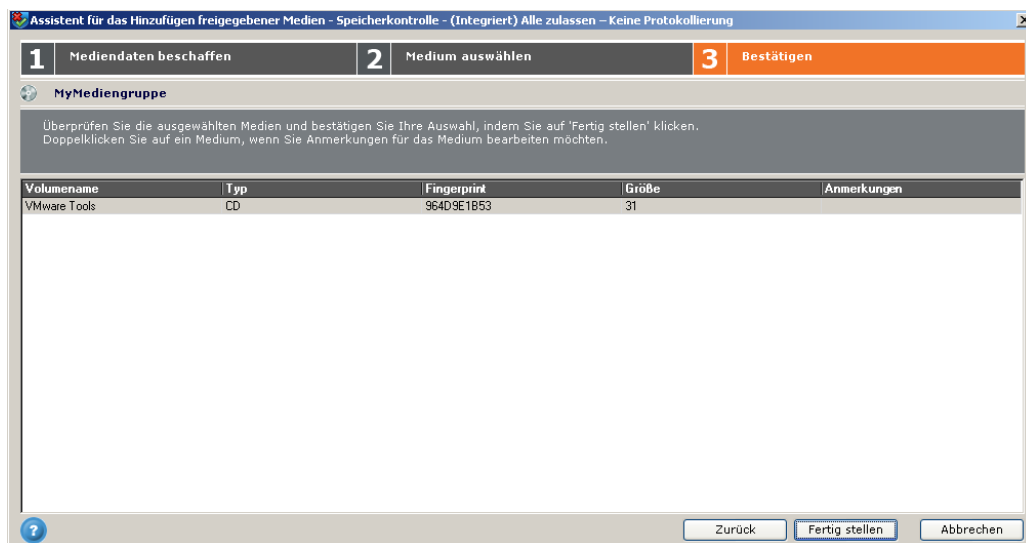 Assistent für das Hinzufügen freigegebener Medien - Speicherkontrolle - (Integriert) Alle zulassen – Keine Protokollierung
1 Mediendaten beschaffen 2 Medium auswählen 3 Bestätigen
MyMediengruppe
Überprüfen Sie die ausgewählten Medien und bestätigen Sie Ihre Auswahl, indem Sie auf 'Fertig stellen' klicken.
Doppelklicken Sie auf ein Medium, wenn Sie Anmerkungen für das Medium bearbeiten möchten.
Volumename Typ Fingerprint Größe Anmerkungen
VMware Tools CD 964D9E1B53 31
? Zurück Fertig stellen Abbrechen